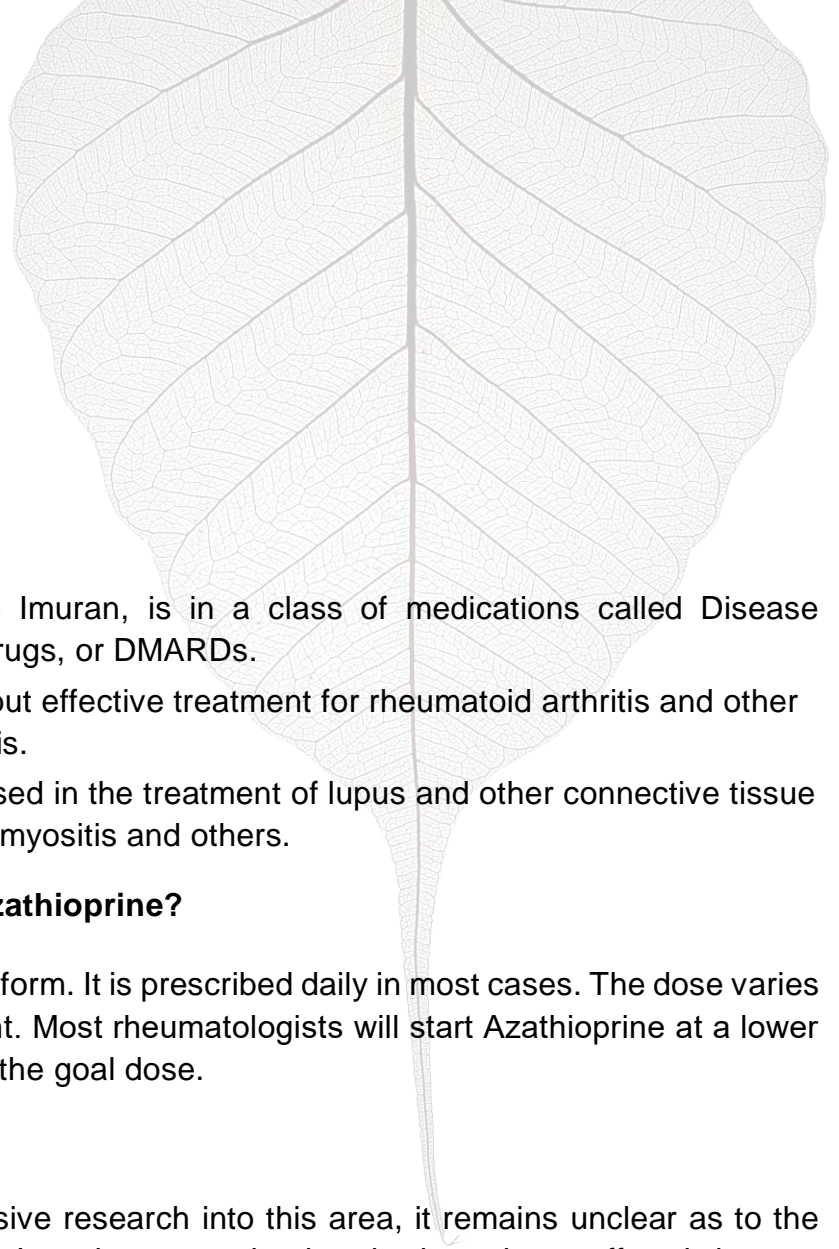 Imuran, is in a class of medications called Disease
rugs, or DMARDs.
out effective treatment for rheumatoid arthritis and other
is.
sed in the treatment of lupus and other connective tissue
myositis and others.
zathioprine?
form. It is prescribed daily in most cases. The dose varies
nt. Most rheumatologists will start Azathioprine at a lower
the goal dose.
sive research into this area, it remains unclear as to the